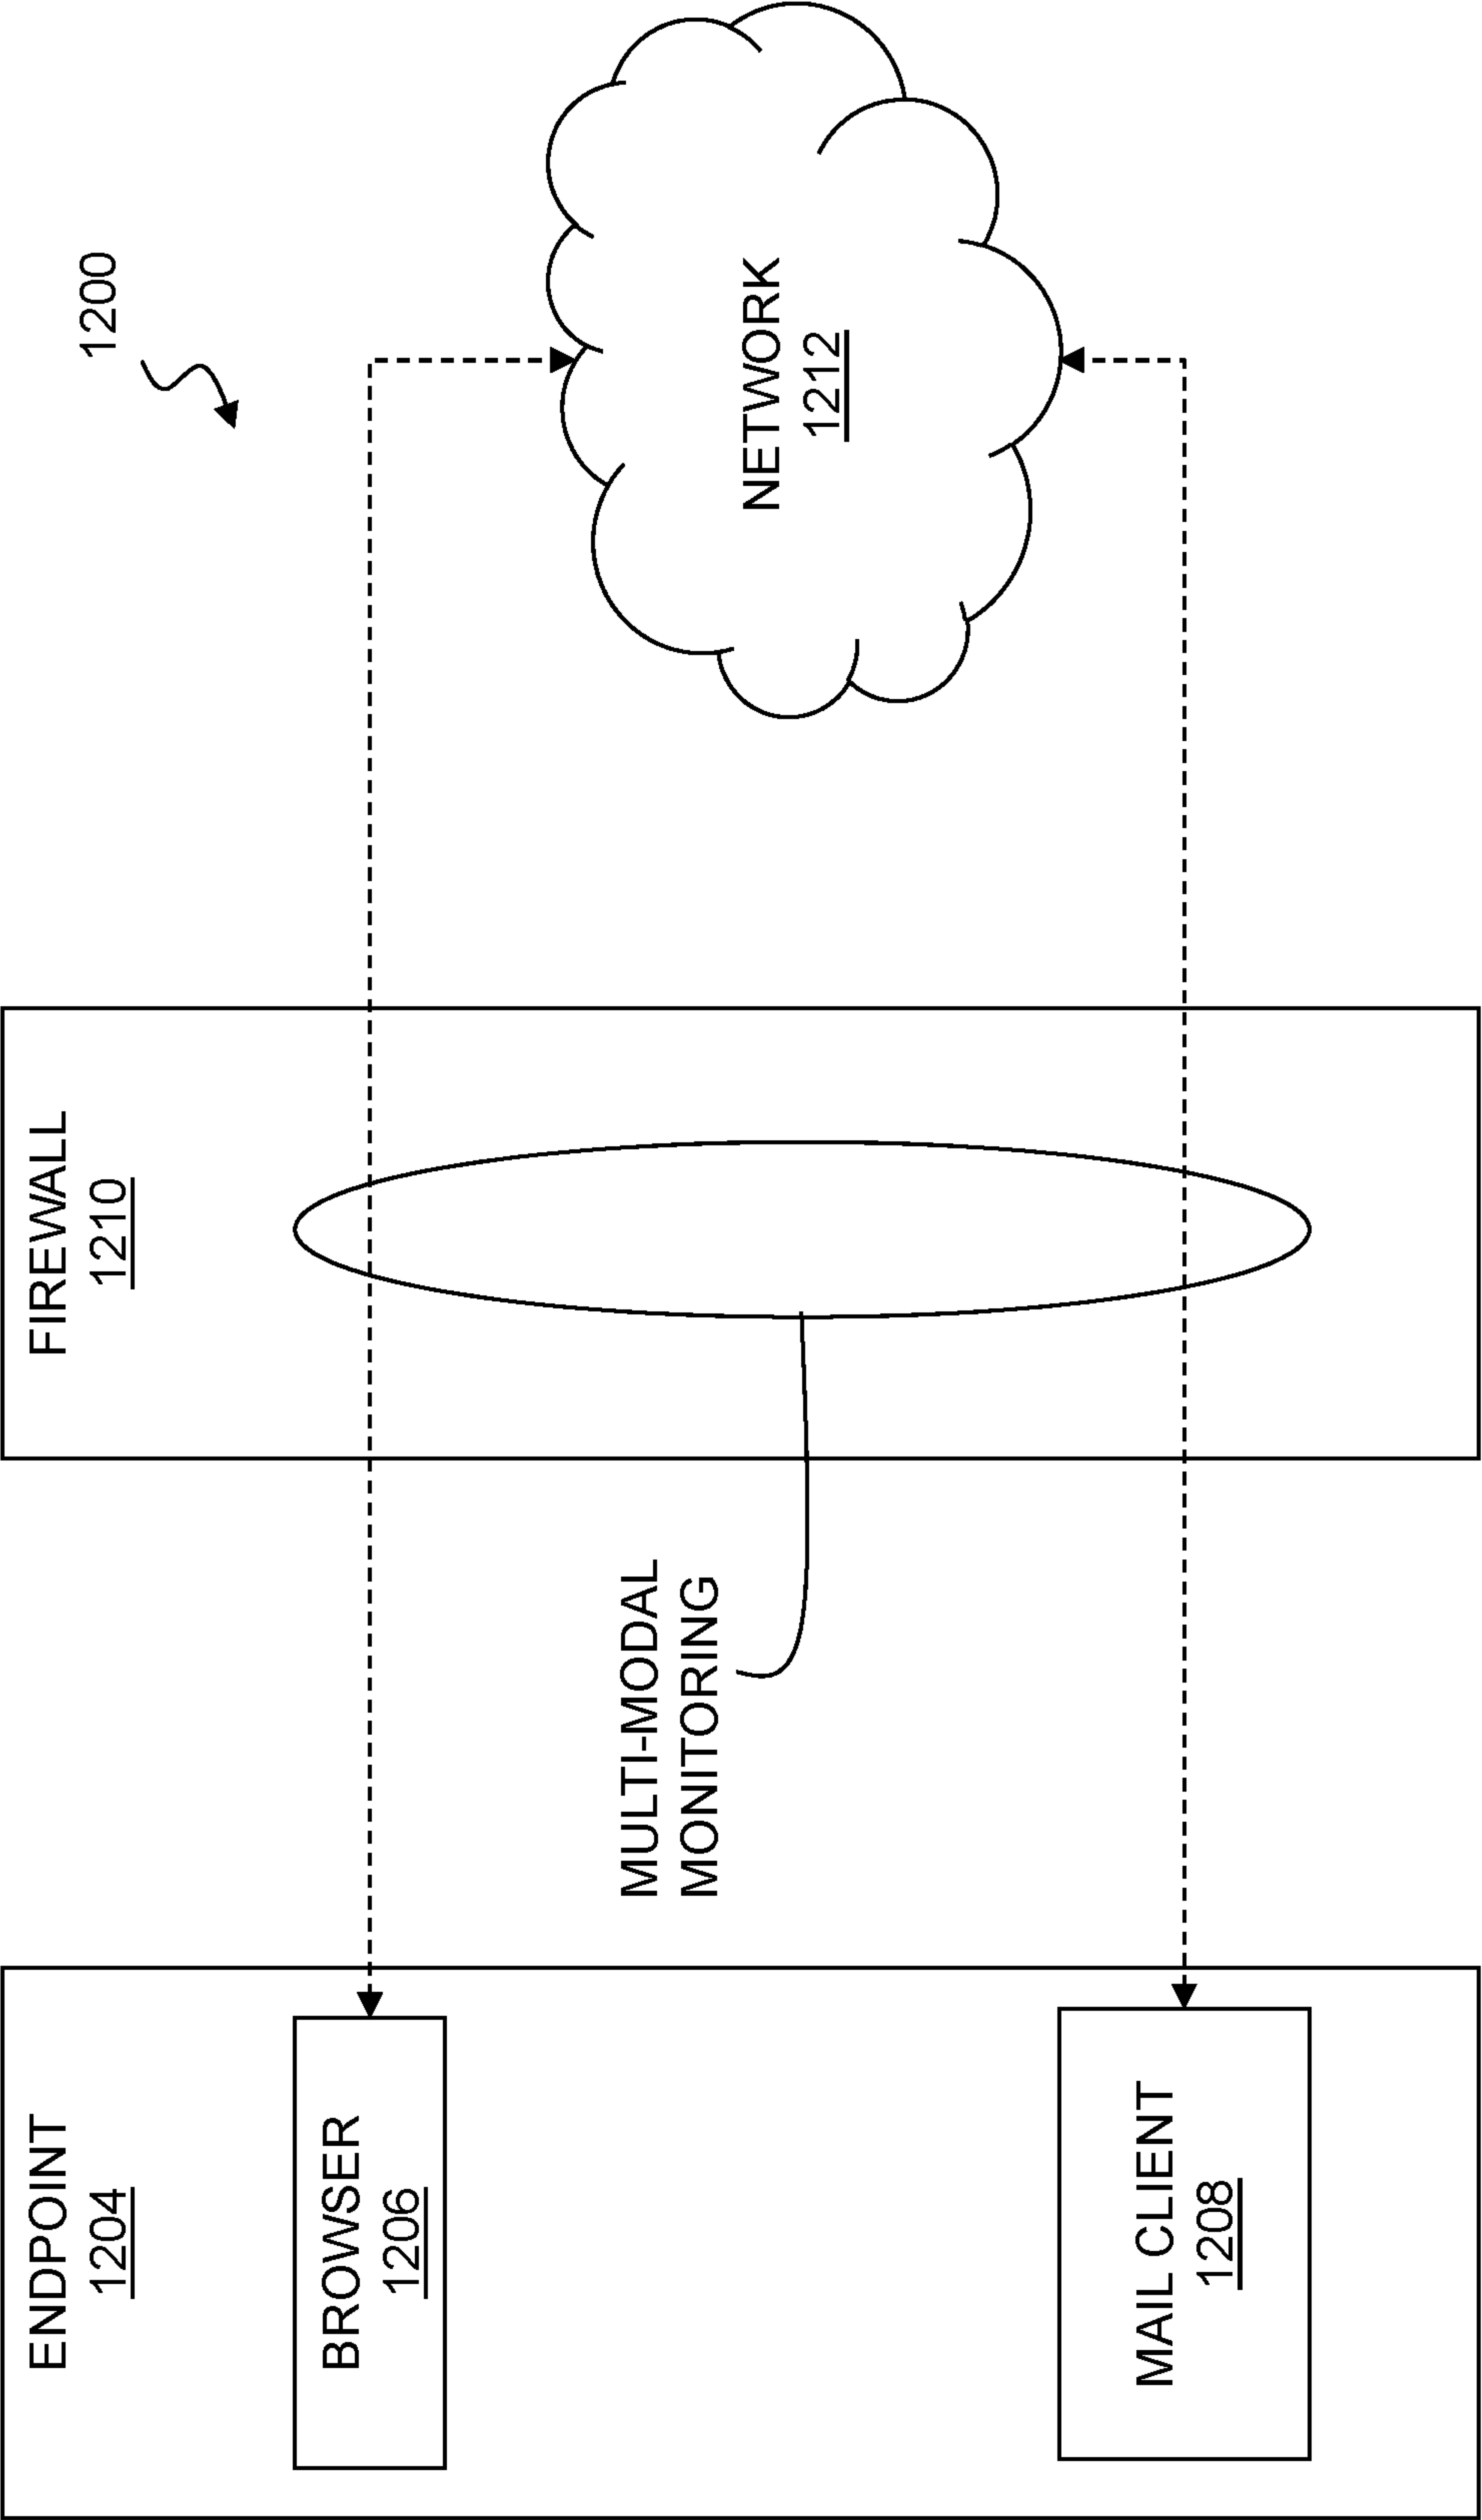 1200
ENDPOINT
1204
FIREWALL
1210
BROWSER
1206
MULTI-MODAL
MONITORING
NETWORK
1212
MAIL CLIENT
1208